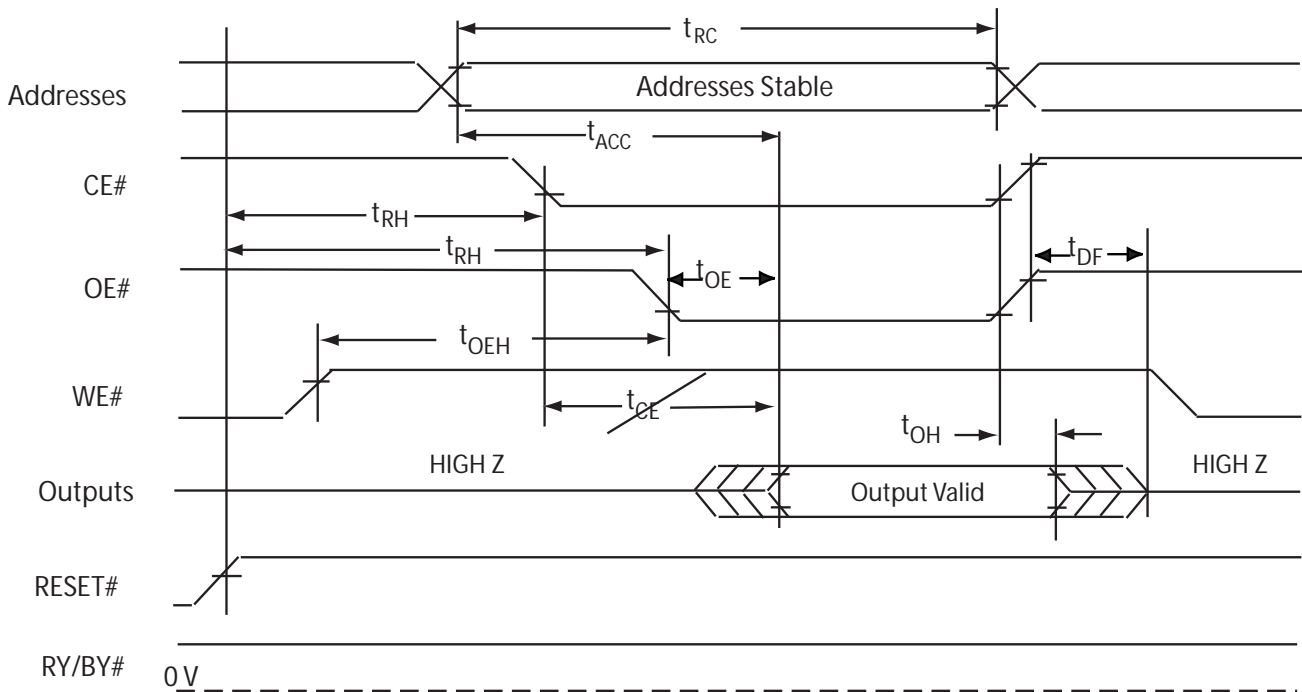 tRC
Addresses
Addresses Stable
tACC
CE#
tRH
tRH
OE#
tOE
tDF
tOEH
WE#
tCE
tOH
HIGH Z
HIGH Z
Outputs
Output Valid
RESET#
RY/BY#
0 V